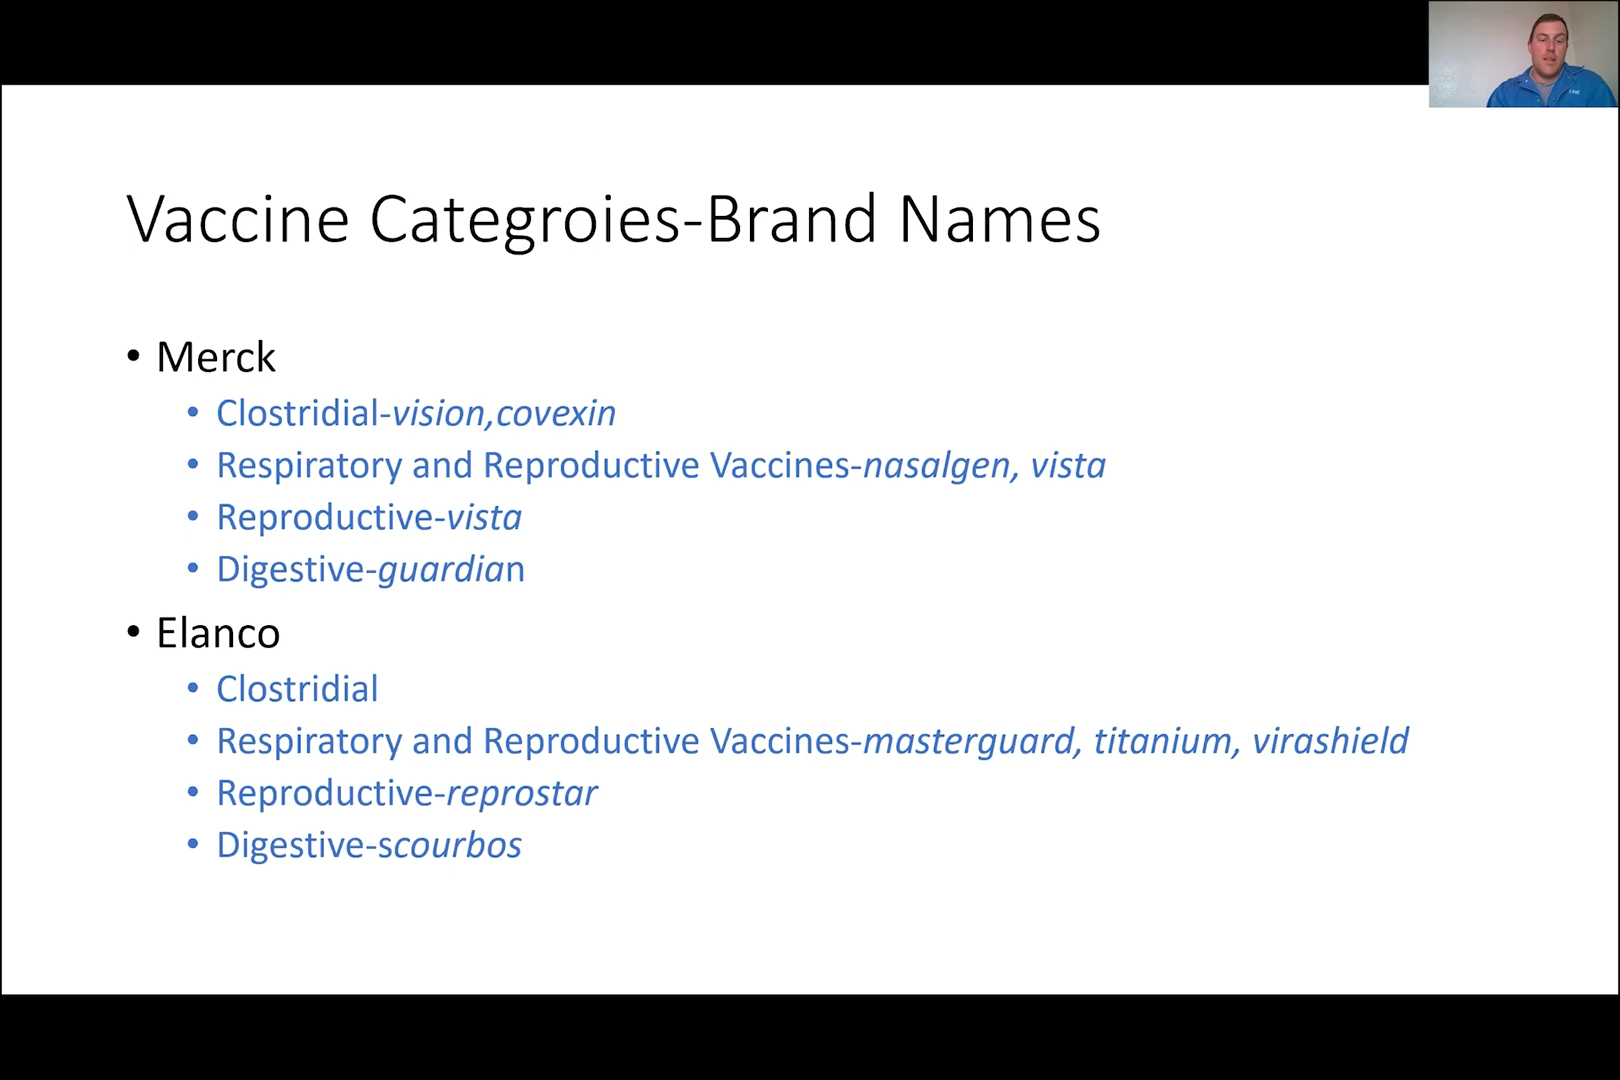 Vaccine Categroies-Brand Names
• Merck
• Clostridial-vision,covexin
• Respiratory and Reproductive Vaccines-nasalgen, vista
• Reproductive-vista
• Digestive-guardian
• Elanco
• Clostridial
• Respiratory and Reproductive Vaccines-masterguard, titanium, virashield
• Reproductive-reprostar
• Digestive-scourbos